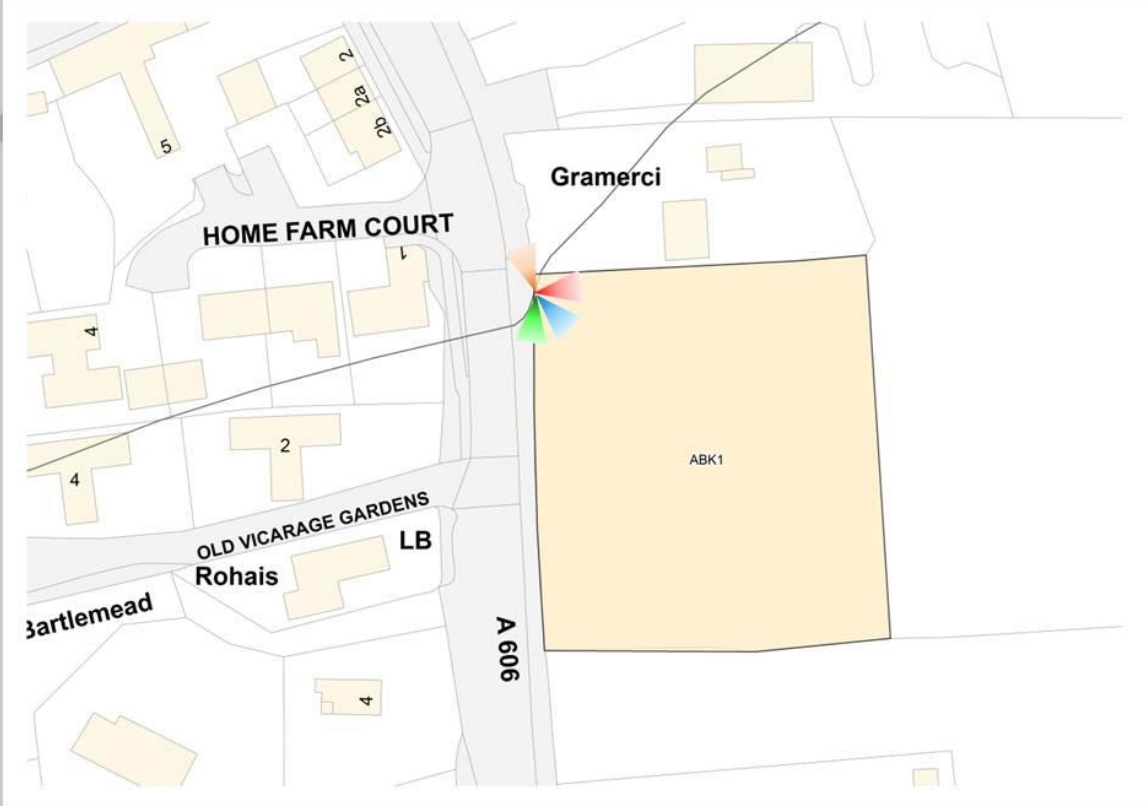 2
2a
2b
5
Gramerci
HOME FARM COURT
1
4
2
4
ABK1
OLD VICARAGE GARDENS
LB
Rohais
Bartlemead
A 606
4